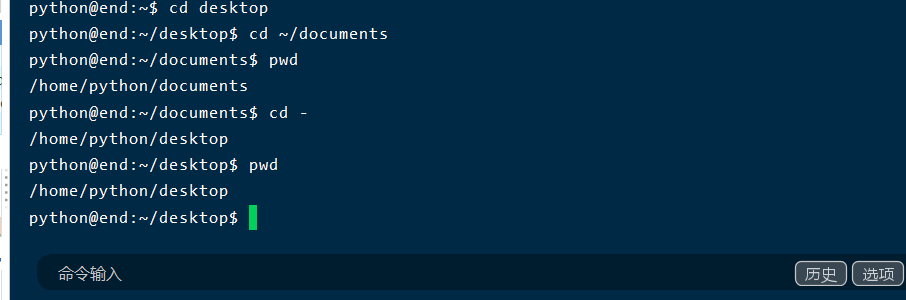 python@end:~$ cd desktop
python@end:~/desktop$ cd ~/documents
python@end:~/documents$ pwd
/home/python/documents
python@end:~/documents$ cd -
/home/python/desktop
python@end:~/desktop$ pwd
/home/python/desktop
python@end:~/desktop$
命令输入 历史 选项